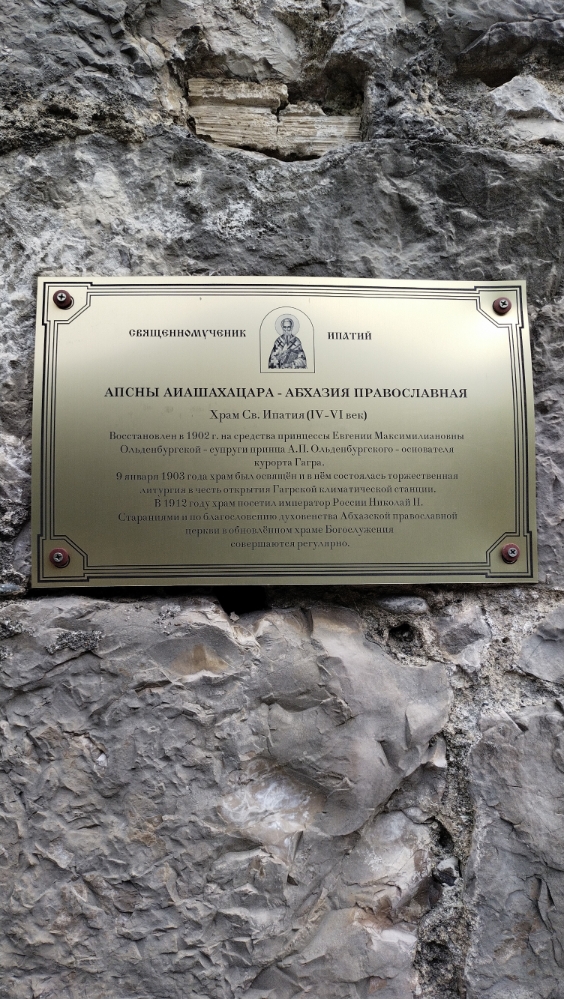 СВЯЩЕННОМУЧЕНИК ИПАТИЙ
АПСНЫ АИАШАХАЦАРА - АБХАЗИЯ ПРАВОСЛАВНАЯ
Храм Св. Ипатия (IV-VI век)
Восстановлен в 1902 г. на средства принцессы Евгении Максимилиановны
Ольденбургской - супруги принца А.П. Ольденбургского - основателя
курорта Гагра.
9 января 1903 года храм был освящён и в нём состоялась торжественная
литургия в честь открытия Гагрской климатической станции.
В 1912 году храм посетил император России Николай II.
Стараниями и по благословению духовенства Абхазской православной
церкви в обновлённом храме Богослужения
совершаются регулярно.